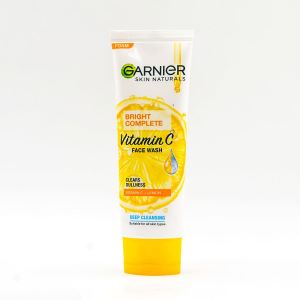 FOAM
GARNIER
SKIN NATURALS
BRIGHT
COMPLETE
Vitamin C
FACE WASH
CLEARS
DULLNESS
DEEP CLEANSING
Suitable for all skin types